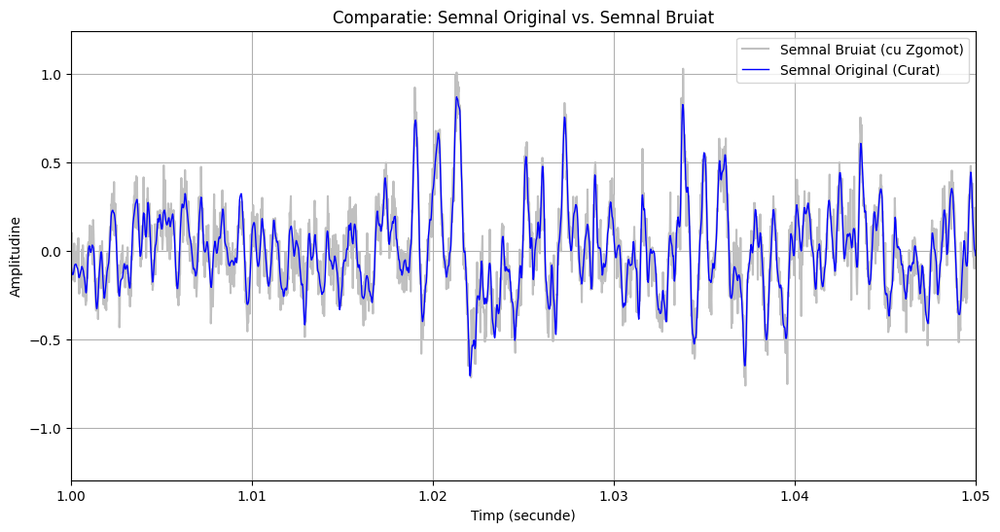 Comparatie: Semnal Original vs. Semnal Bruiat
Semnal Bruiat (cu Zgomot)
Semnal Original (Curat)
Amplitudine
1.0
0.5
0.0
−0.5
−1.0
1.00 1.01 1.02 1.03 1.04 1.05
Timp (secunde)